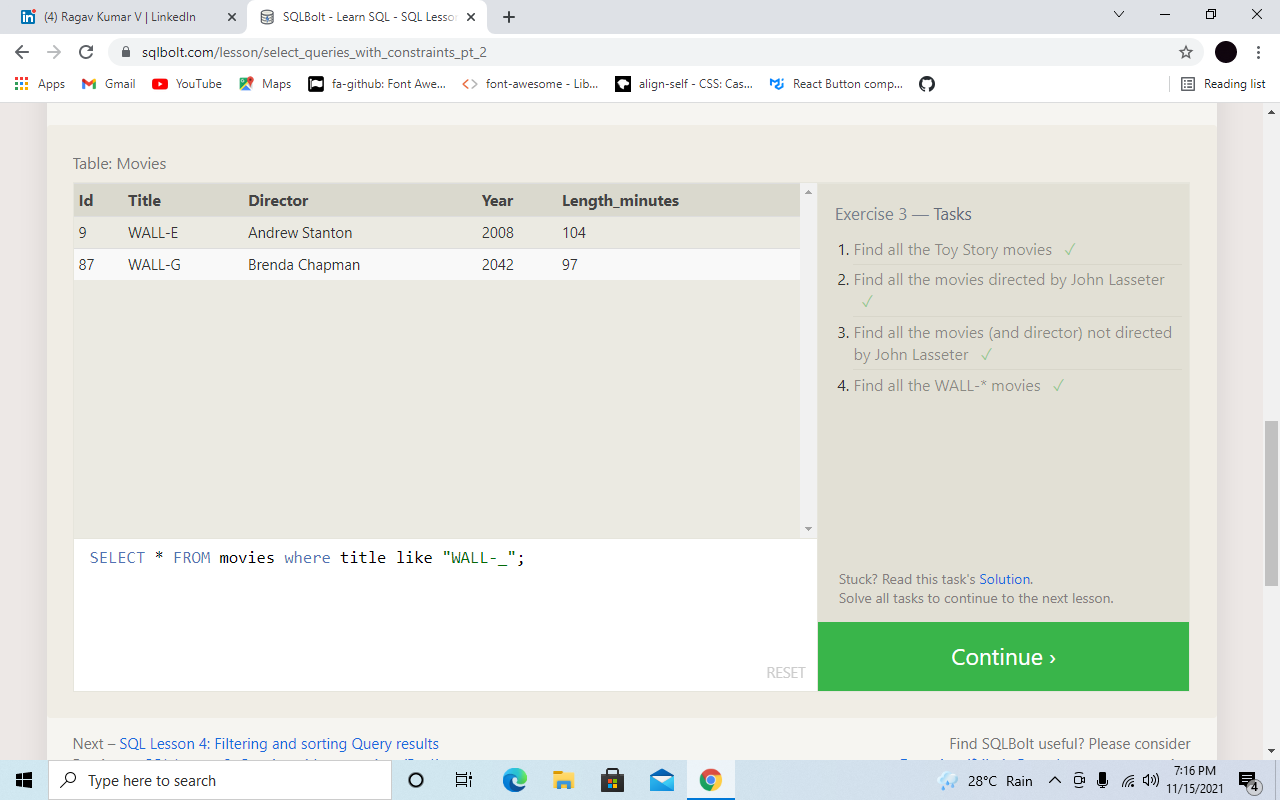 (4) Ragav Kumar V | LinkedIn
SQLBolt - Learn SQL - SQL Lesson
sqlbolt.com/lesson/select_queries_with_constraints_pt_2
Apps Gmail YouTube Maps fa-github: Font Awe... font-awesome - Lib... align-self - CSS: Cas... React Button comp... Reading list
Table: Movies
Id Title Director Year Length_minutes
9 WALL-E Andrew Stanton 2008 104
87 WALL-G Brenda Chapman 2042 97
Exercise 3 — Tasks
1. Find all the Toy Story movies ✓
2. Find all the movies directed by John Lasseter
✓
3. Find all the movies (and director) not directed
by John Lasseter ✓
4. Find all the WALL-* movies ✓
SELECT * FROM movies where title like "WALL-_";
RESET
Stuck? Read this task's Solution.
Solve all tasks to continue to the next lesson.
Continue ›
Next – SQL Lesson 4: Filtering and sorting Query results
Find SQLBolt useful? Please consider
Type here to search
28°C Rain
7:16 PM
11/15/2021
4